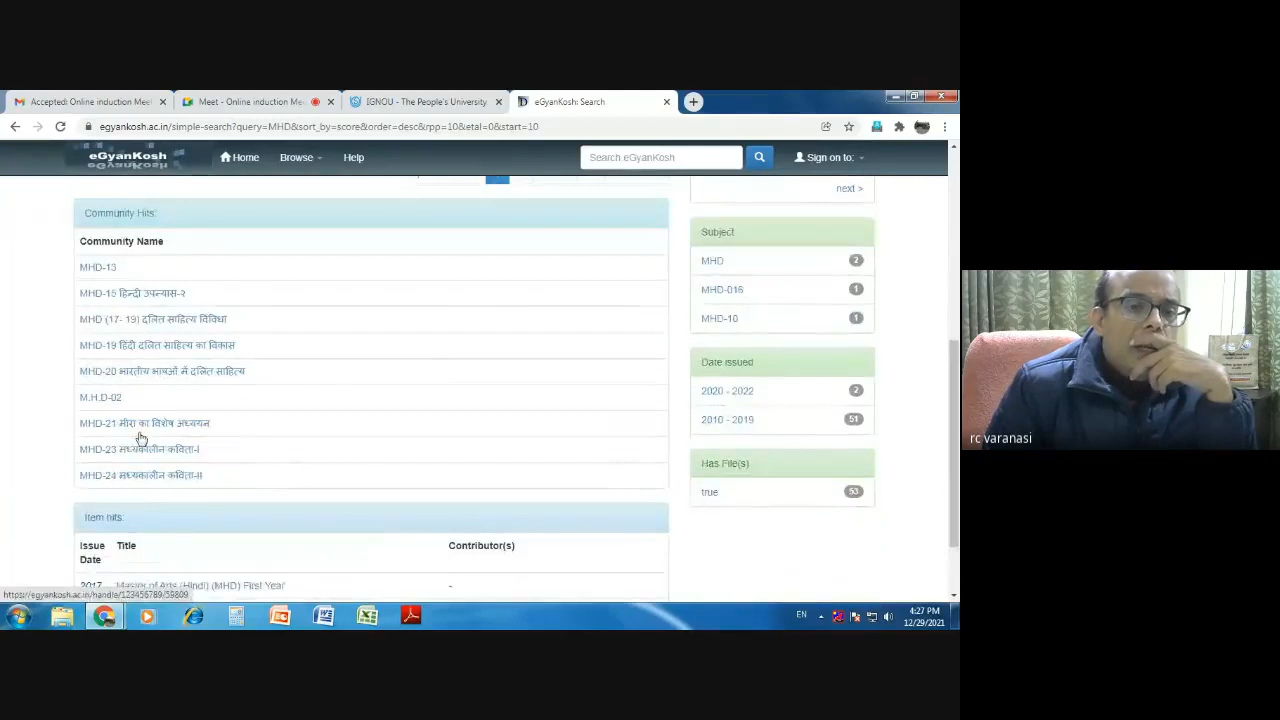 Accepted: Online induction Mee
Meet - Online induction Me
IGNOU - The People's University
eGyanKosh: Search
egyankosh.ac.in/simple-search?query=MHD&sort_by=score&order=desc&rpp=10&etal=0&start=10
eGyanKosh
Home
Browse
Help
Search eGyanKosh
Sign on to:
next >
Community Hits:
Community Name
MHD-13
MHD-15 हिन्दी उपन्यास-२
MHD (17- 19) दलित साहित्य विविधा
MHD-19 हिंदी दलित साहित्य का विकास
MHD-20 भारतीय भाषओं में दलित साहित्य
M.H.D-02
MHD-21 मीरा का विशेष अध्ययन
MHD-23 मध्यकालीन कविता-I
MHD-24 मध्यकालीन कविता-II
Subject
MHD 2
MHD-016 1
MHD-10 1
Date issued
2020 - 2022 2
2010 - 2019 51
Has File(s)
true 53
Item hits:
Issue Date
Title
Contributor(s)
2017 Master of Arts (Hindi) (MHD) First Year -
https://egyankosh.ac.in/handle/123456789/59809
EN
4:27 PM
12/29/2021
rc varanasi